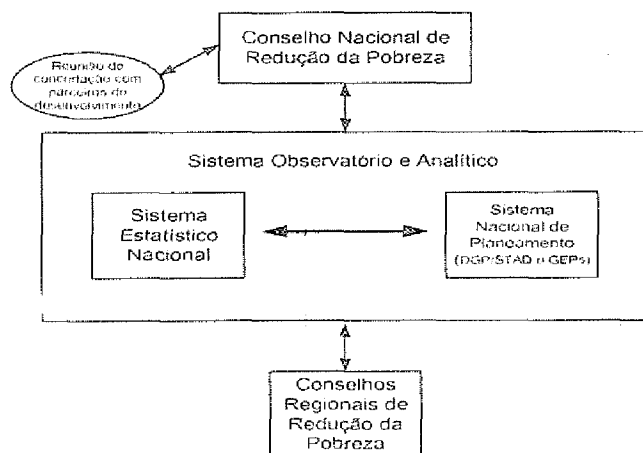 Conselho Nacional de
Redução da Pobreza
Reunião de
concertação com
parceiros do
desenvolvimento
Sistema Observatório e Analítico
Sistema
Estatístico
Nacional
Sistema
Nacional de
Planeamento
(DGP/STAD e GEPs)
Conselhos
Regionais de
Redução da
Pobreza